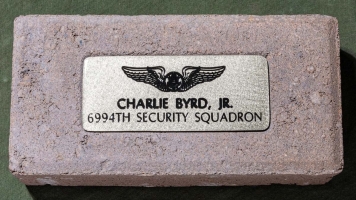 CHARLIE BYRD, JR.
6994TH SECURITY SQUADRON